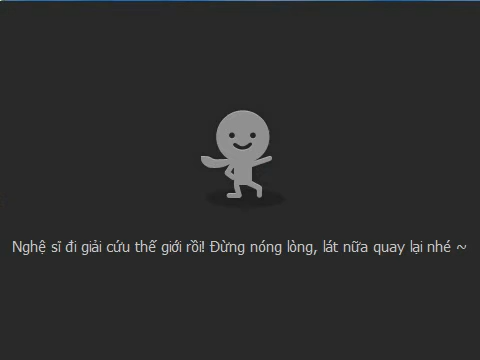 Nghệ sĩ đi giải cứu thế giới rồi! Đừng nóng lòng, lát nữa quay lại nhé ~